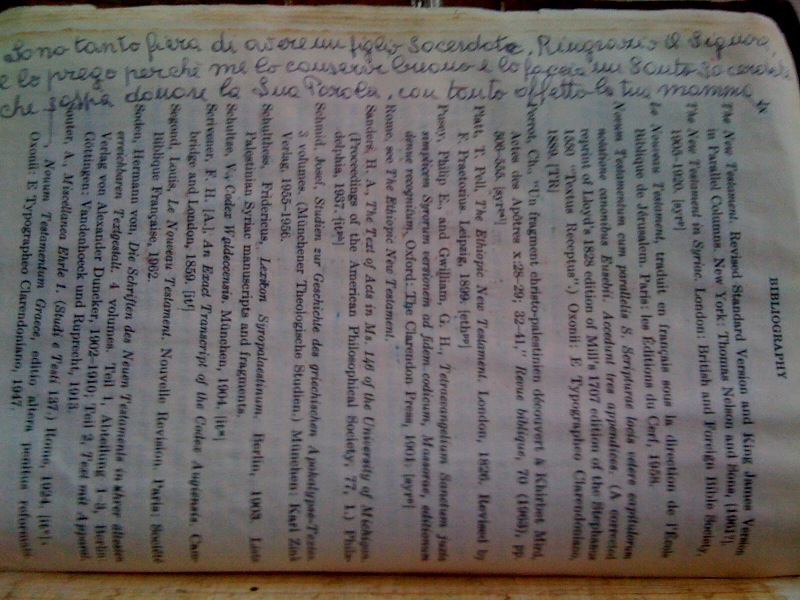 Sono tanto fiera di avere un figlio Sacerdote, Ringrazio il Signore,
e lo prego perché me lo conservi buono e lo faccia un Santo Sacerdote
che sappia donare la Sua Parola, con tanto affetto la tua mamma
BIBLIOGRAPHY
The New Testament. Revised Standard Version and King James Version
in Parallel Columns. New York: Thomas Nelson and Sons,
The New Testament in Syriac. London: British and Foreign Bible Society,
1905-1920. [syrᵖ]
Le Nouveau Testament, traduit en français sous la direction de l'École
Biblique de Jérusalem. Paris: les Éditions du Cerf, 1958.
Novum Testamentum cum parallelis S. Scripturae locis vetere capitulorum
notatione canonibus Eusebii. Accedunt tres appendices. (A corrected
reprint of Lloyd's 1828 edition of Mill's 1707 edition of the Stephanus
1550 "Textus Receptus".) Oxonii: E Typographeo Clarendoniano,
1889. [TR]
Perrot, Ch., "Un fragment christo-palestinien découvert à Khirbet Mird,
Actes des Apôtres x.28-29; 32-41," Revue biblique, 70 (1963), pp.
506-555.
Platt, T. Pell, The Ethiopic New Testament. London, 1826. Revised by
F. Praetorius Leipzig, 1899.
Pusey, Philip E., and Gwilliam, G. H., Tetraevangelium Sanctum juxta
simplicem Syrorum versionem ad fidem codicum, Massorae, editionum
denuo recognitum. Oxford: The Clarendon Press, 1901. [syrᵖ]
Rome, see The Ethiopic New Testament.
Sanders, H. A., The Text of Acts in Ms. 146 of the University of Michigan.
(Proceedings of the American Philosophical Society, 77, 1.) Phila-
delphia, 1937.
Schmid, Josef, Studien zur Geschichte des griechischen Apokalypse-Textes.
3 volumes. (Münchener Theologische Studien.) München: Karl Zink
Verlag, 1955-1956.
Schulthess, Fridericus, Lexicon Syropalaestinum. Berlin, 1903. Lists
Palestinian Syriac manuscripts and fragments.
Schultze, V., Codex Waldeccensis. München, 1904.
Scrivener, F. H. [A.], An Exact Transcript of the Codex Augiensis. Cam-
bridge and London, 1859. [itᶠ]
Segond, Louis, Le Nouveau Testament. Nouvelle Revision. Paris: Société
Biblique Française, 1962.
Soden, Hermann von, Die Schriften des Neuen Testaments in ihrer ältesten
erreichbaren Textgestalt. 4 volumes. Teil 1, Abteilung 1-3, Berlin:
Verlag von Alexander Duncker, 1902-1910; Teil 2, Text mit Apparat
Göttingen: Vandenhoeck und Ruprecht, 1913.
Souter, A., Miscellanea Ehrle I. (Studi e Testi 137.) Rome, 1924.
, Novum Testamentum Graece, editio altera penitus reformata
Oxonii: E Typographeo Clarendoniano, 1947.